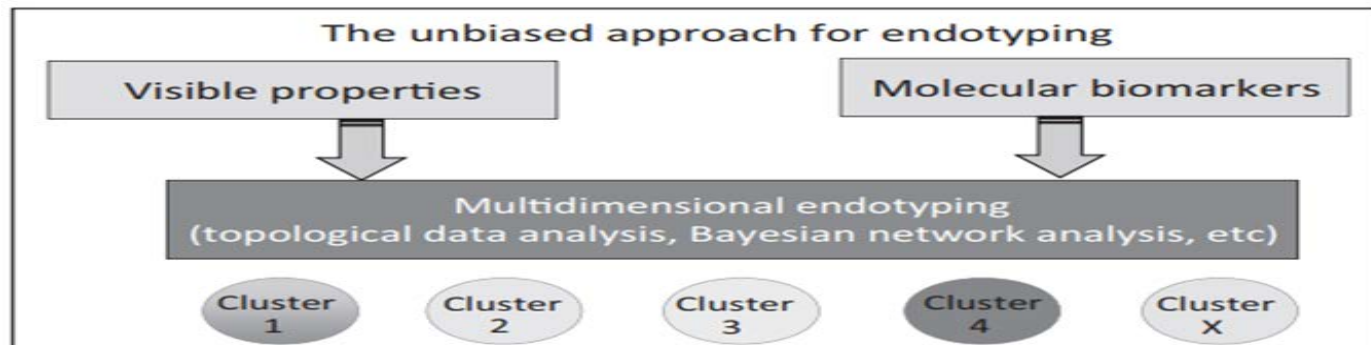 The unbiased approach for endotyping
Visible properties
Molecular biomarkers
Multidimensional endotyping
(topological data analysis, Bayesian network analysis, etc)
Cluster
1
Cluster
2
Cluster
3
Cluster
4
Cluster
X